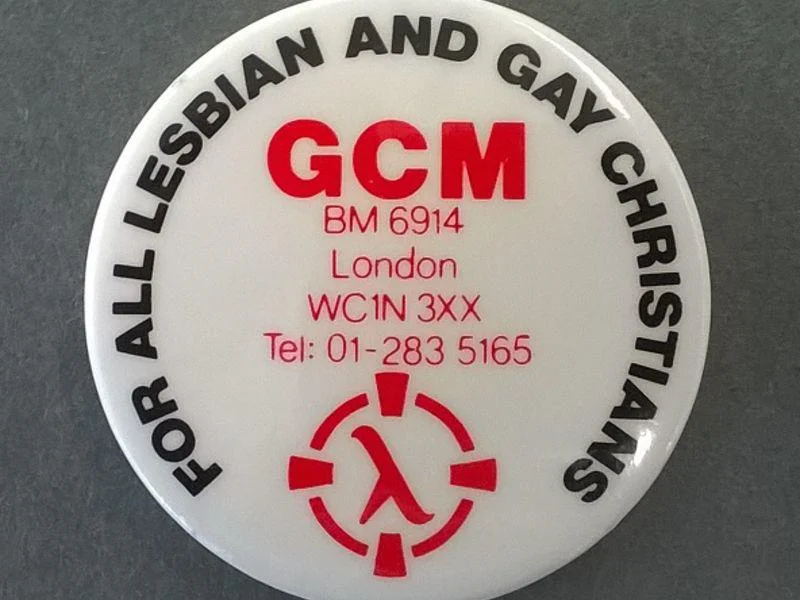 FOR ALL LESBIAN AND GAY CHRISTIANS
GCM
BM 6914
London
WC1N 3XX
Tel: 01-283 5165
λ